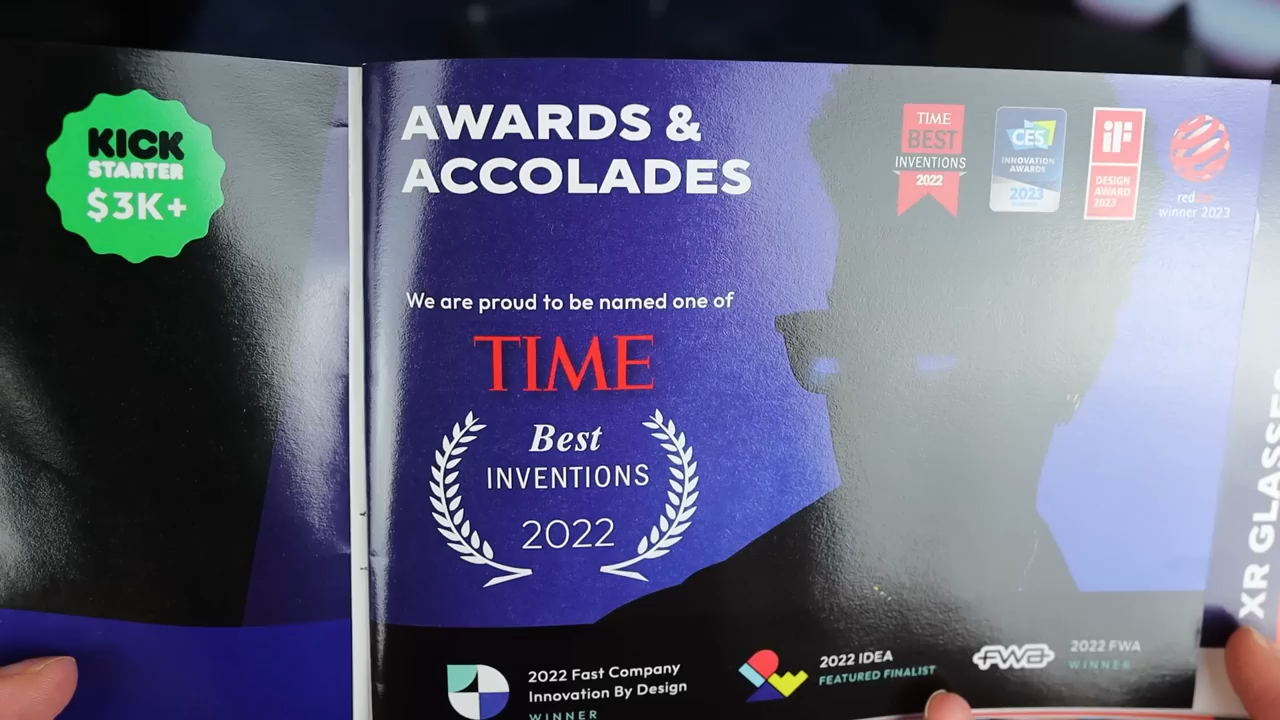 KICK
STARTER
$3K+
AWARDS &
ACCOLADES
TIME
BEST
INVENTIONS
2022
CES
INNOVATION
AWARDS
2023
iF
DESIGN
AWARD
2023
red
winner 2023
We are proud to be named one of
TIME
Best
INVENTIONS
2022
2022 Fast Company
Innovation By Design
WINNER
2022 IDEA
FEATURED FINALIST
FWA
2022 FWA
WINNER
XR GLASSES